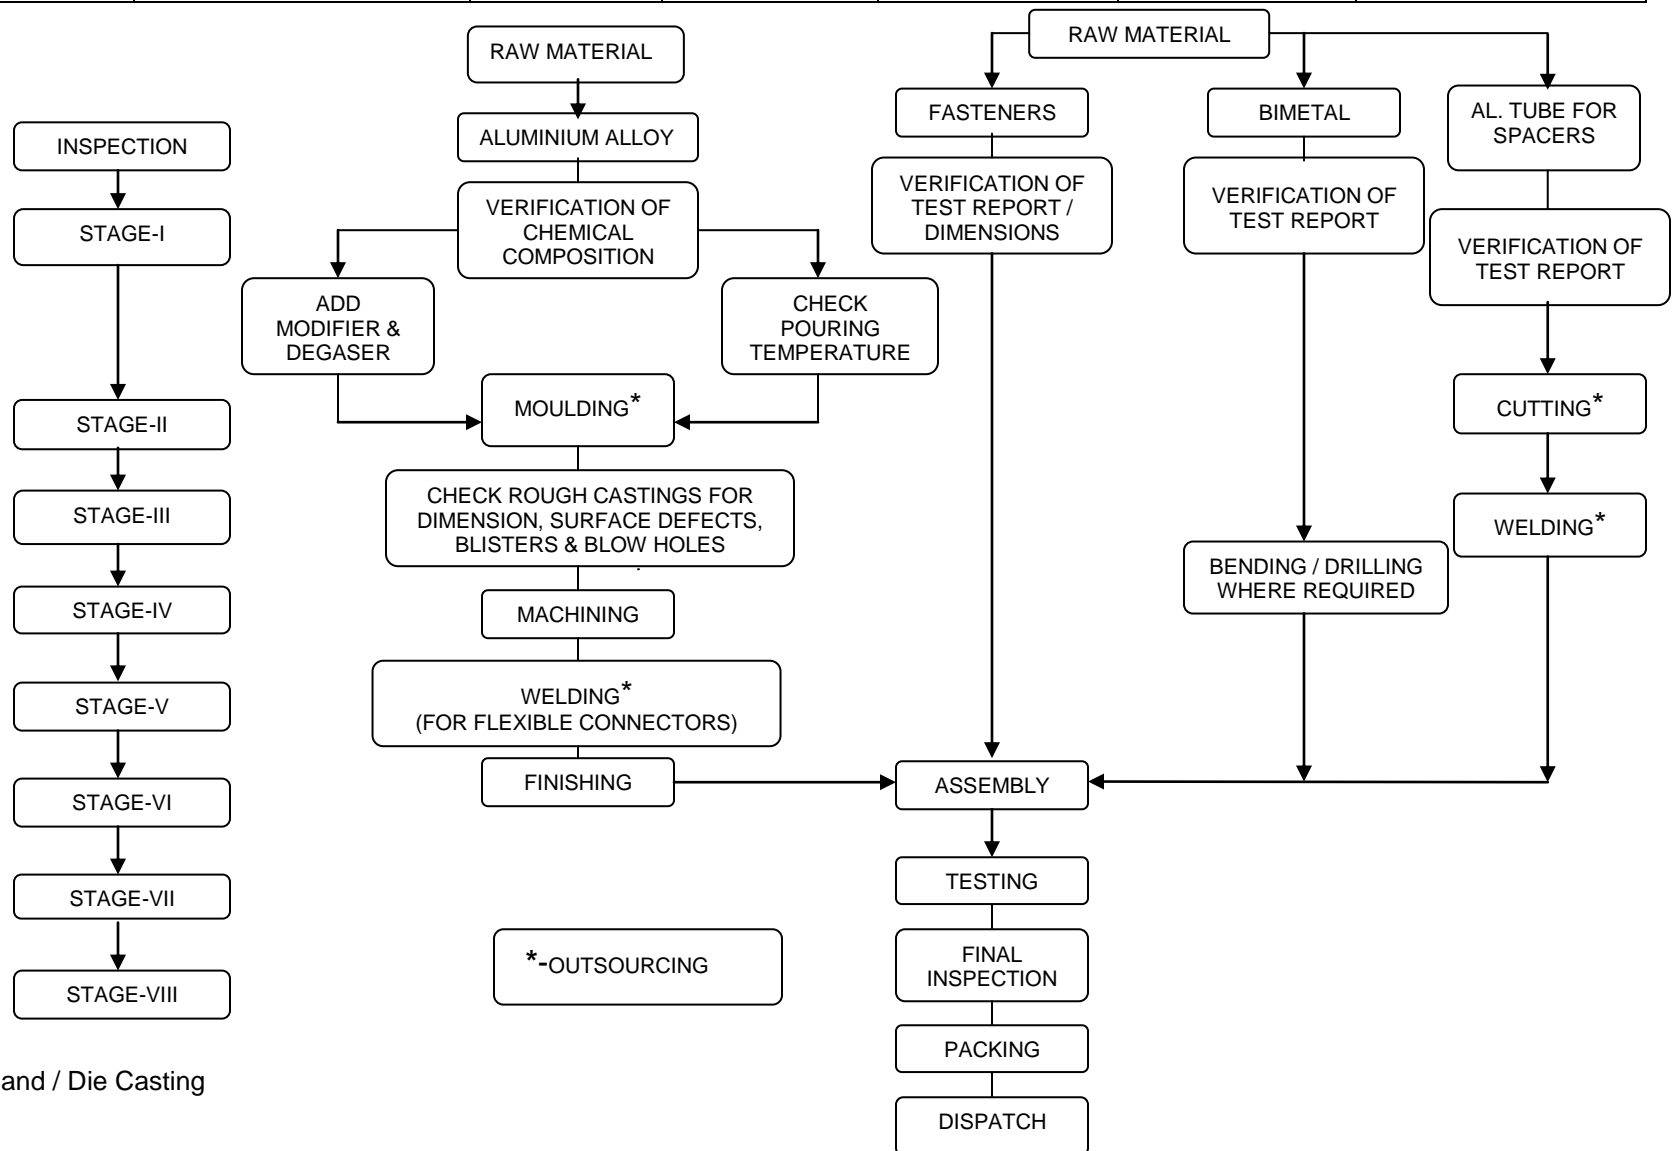 INSPECTION
STAGE-I
STAGE-II
STAGE-III
STAGE-IV
STAGE-V
STAGE-VI
STAGE-VII
STAGE-VIII
and / Die Casting
RAW MATERIAL
ALUMINIUM ALLOY
VERIFICATION OF
CHEMICAL
COMPOSITION
ADD
MODIFIER &
DEGASER
CHECK
POURING
TEMPERATURE
MOULDING*
CHECK ROUGH CASTINGS FOR
DIMENSION, SURFACE DEFECTS,
BLISTERS & BLOW HOLES
.
MACHINING
WELDING*
(FOR FLEXIBLE CONNECTORS)
FINISHING
*-OUTSOURCING
RAW MATERIAL
FASTENERS
VERIFICATION OF
TEST REPORT /
DIMENSIONS
BIMETAL
VERIFICATION OF
TEST REPORT
BENDING / DRILLING
WHERE REQUIRED
AL. TUBE FOR
SPACERS
VERIFICATION OF
TEST REPORT
CUTTING*
WELDING*
ASSEMBLY
TESTING
FINAL
INSPECTION
PACKING
DISPATCH